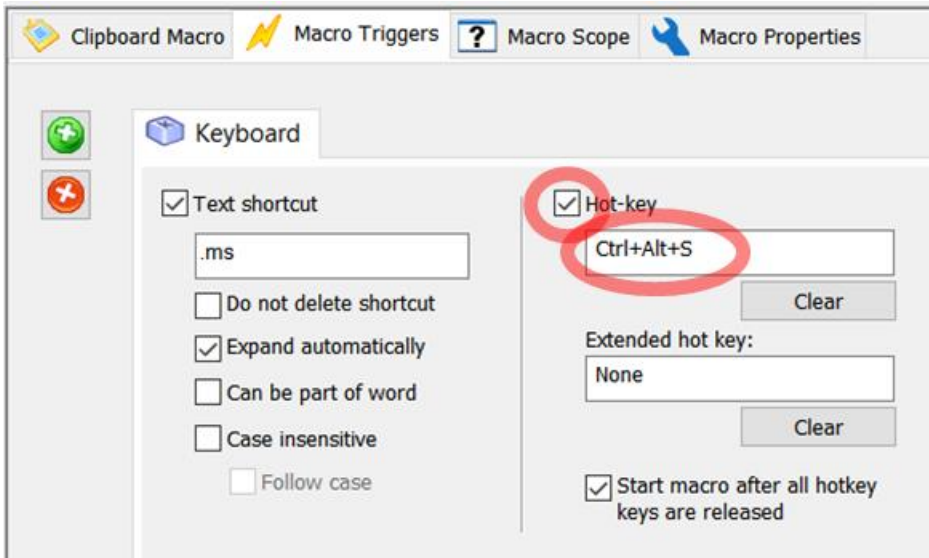 Clipboard Macro
Macro Triggers
? Macro Scope
Macro Properties
Keyboard
Text shortcut
.ms
Do not delete shortcut
Expand automatically
Can be part of word
Case insensitive
Follow case
Hot-key
Ctrl+Alt+S
Clear
Extended hot key:
None
Clear
Start macro after all hotkey
keys are released